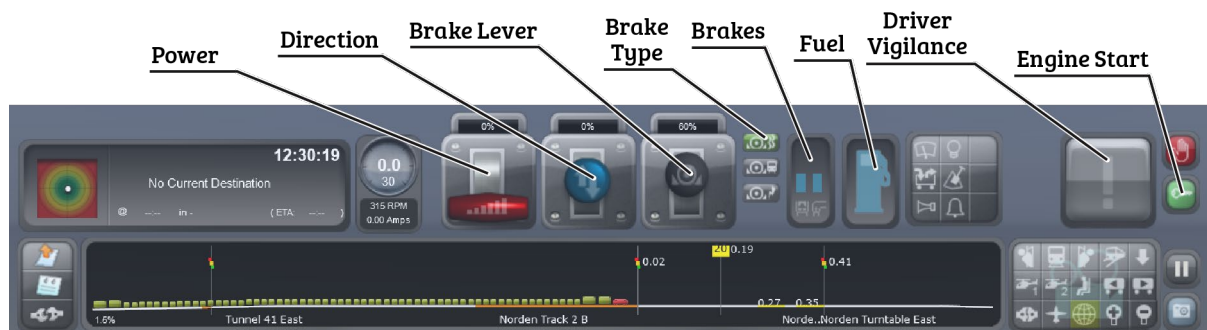 Power
Direction
Brake Lever
Brake
Type
Brakes
Fuel
Driver
Vigilance
Engine Start
0%
0%
60%
12:30:19
No Current Destination
@ --:-- in - ( ETA --:-- )
0.0
30
315 RPM
0.00 Amps
20 0.19
0.02
0.41
0.27 0.35
1.6%
Tunnel 41 East
Norden Track 2 B
Norde..Norden Turntable East
1
2